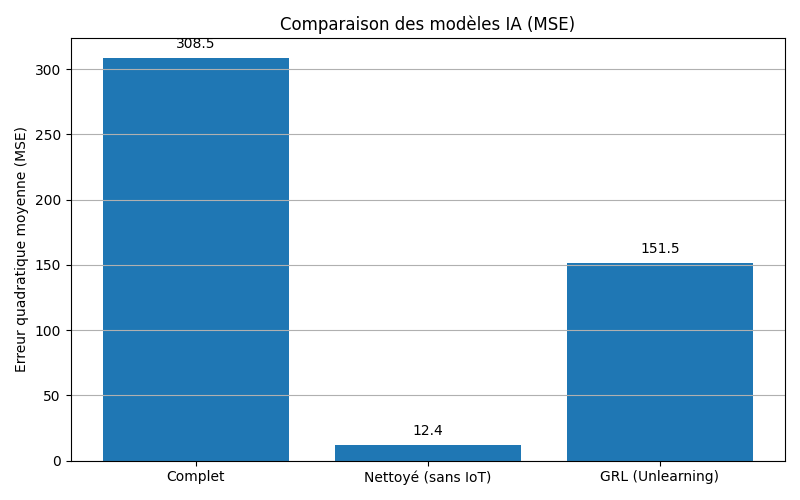 Comparaison des modèles IA (MSE)
308.5
12.4
151.5
Erreur quadratique moyenne (MSE)
300
250
200
150
100
50
0
Complet
Nettoyé (sans IoT)
GRL (Unlearning)